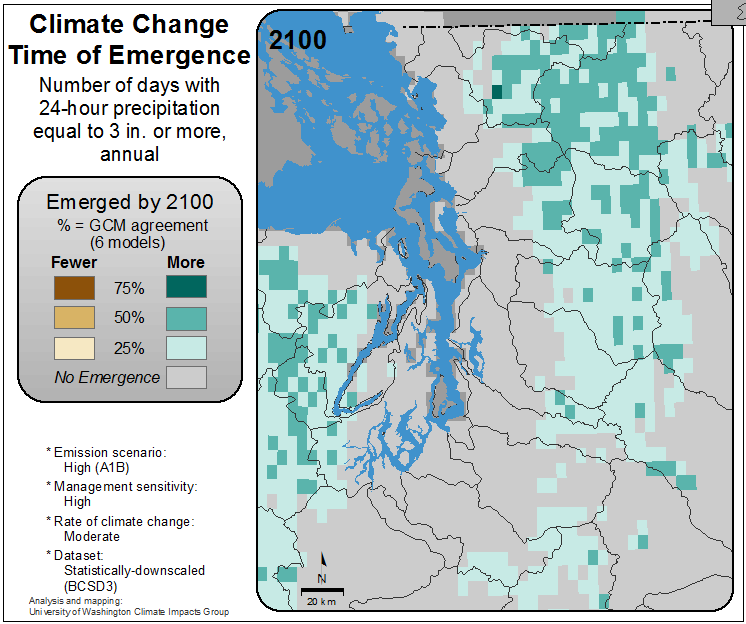 Climate Change
Time of Emergence
Number of days with
24-hour precipitation
equal to 3 in. or more,
annual
2100
Emerged by 2100
% = GCM agreement
(6 models)
Fewer More
75%
50%
25%
No Emergence
* Emission scenario:
High (A1B)
* Management sensitivity:
High
* Rate of climate change:
Moderate
* Dataset:
Statistically-downscaled
(BCSD3)
Analysis and mapping:
University of Washington Climate Impacts Group
N
20 km